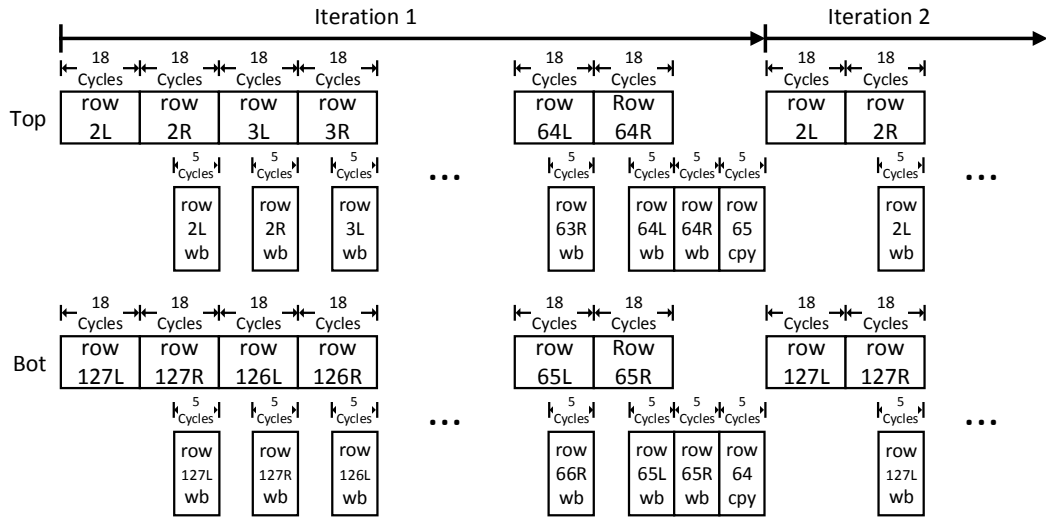 Iteration 1
Iteration 2
18 Cycles 18 Cycles 18 Cycles 18 Cycles 18 Cycles 18 Cycles 18 Cycles 18 Cycles
Top
row 2L
row 2R
row 3L
row 3R
row 64L
Row 64R
row 2L
row 2R
5 Cycles 5 Cycles 5 Cycles 5 Cycles 5 Cycles 5 Cycles 5 Cycles 5 Cycles
row 2L wb
row 2R wb
row 3L wb
...
row 63R wb
row 64L wb
row 64R wb
row 65 cpy
row 2L wb
...
18 Cycles 18 Cycles 18 Cycles 18 Cycles 18 Cycles 18 Cycles 18 Cycles 18 Cycles
Bot
row 127L
row 127R
row 126L
row 126R
row 65L
Row 65R
row 127L
row 127R
5 Cycles 5 Cycles 5 Cycles 5 Cycles 5 Cycles 5 Cycles 5 Cycles 5 Cycles
row 127L wb
row 127R wb
row 126L wb
...
row 66R wb
row 65L wb
row 65R wb
row 64 cpy
row 127L wb
...